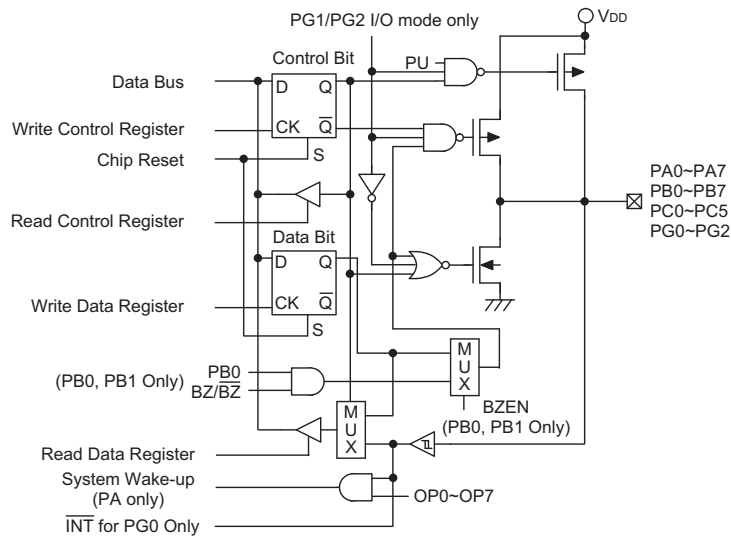 PG1/PG2 I/O mode only
VDD
Control Bit
PU
Data Bus
D Q
Write Control Register
CK Q̅
Chip Reset
S
PA0~PA7
PB0~PB7
PC0~PC5
PG0~PG2
Read Control Register
Data Bit
D Q
Write Data Register
CK Q̅
S
M
U
X
PB0
(PB0, PB1 Only)
BZ/B̅Z̅
BZEN
(PB0, PB1 Only)
M
U
X
Read Data Register
System Wake-up
(PA only)
OP0~OP7
I̅N̅T̅ for PG0 Only